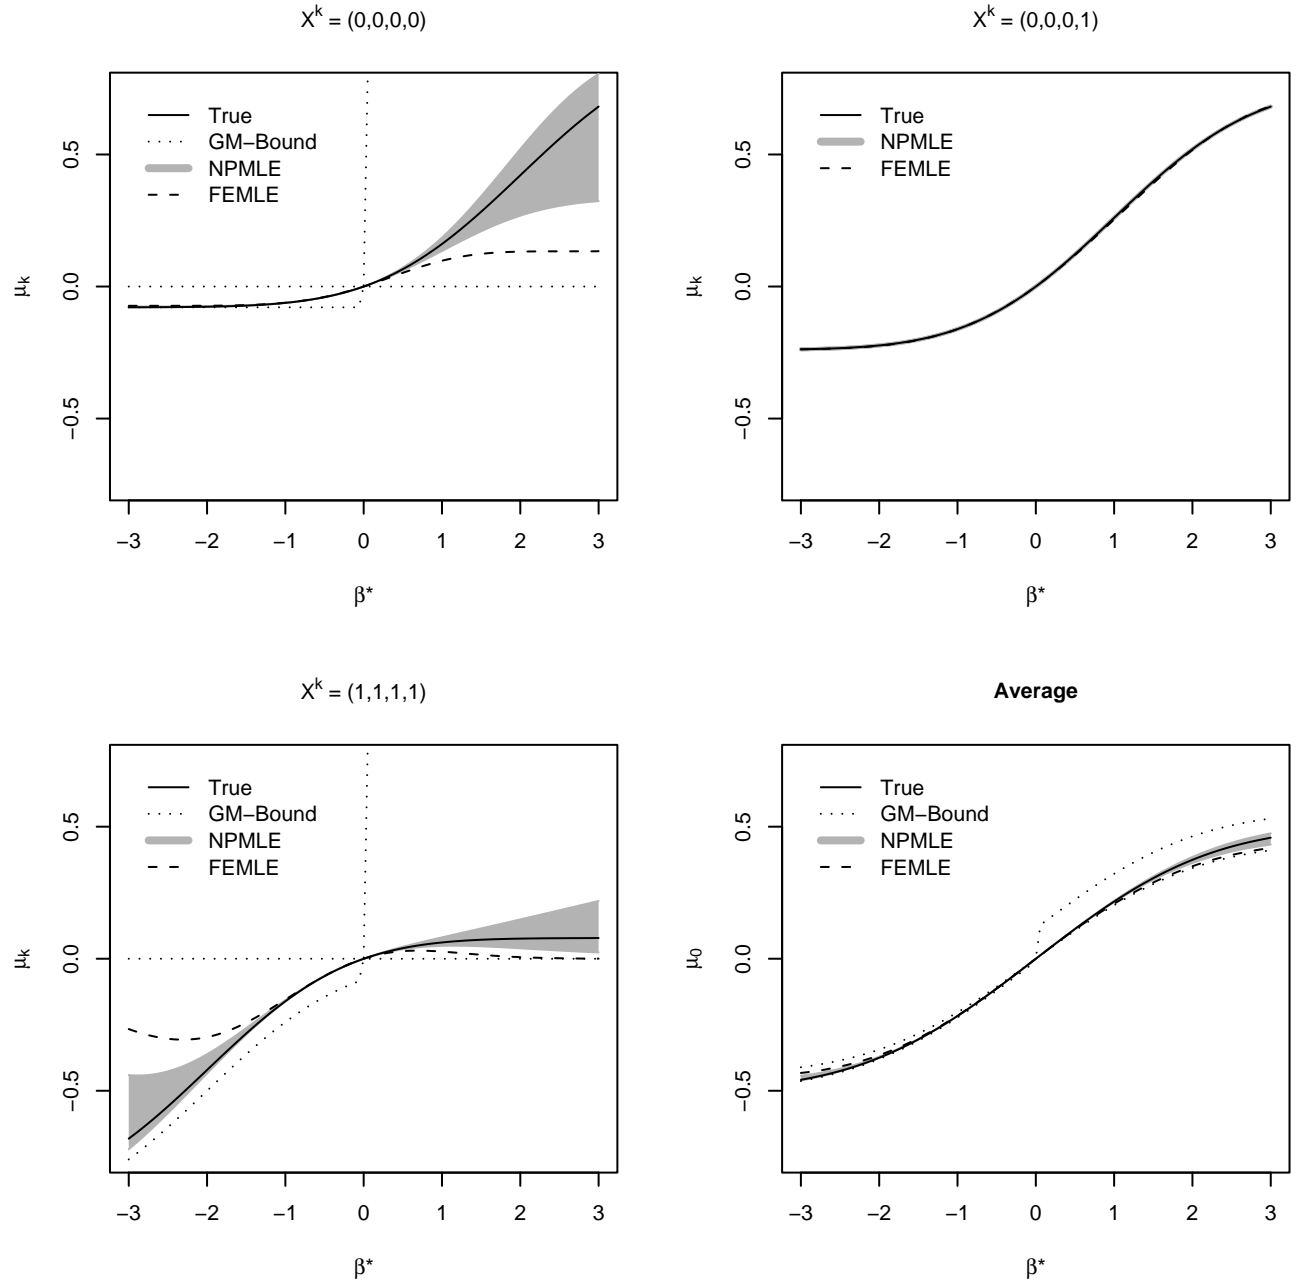 X^k = (0,0,0,0)
True
GM−Bound
NPMLE
FEMLE
0.5
0.0
−0.5
μk
−3 −2 −1 0 1 2 3
β*
X^k = (0,0,0,1)
True
NPMLE
FEMLE
0.5
0.0
−0.5
μk
−3 −2 −1 0 1 2 3
β*
X^k = (1,1,1,1)
True
GM−Bound
NPMLE
FEMLE
0.5
0.0
−0.5
μk
−3 −2 −1 0 1 2 3
β*
Average
True
GM−Bound
NPMLE
FEMLE
0.5
0.0
−0.5
μ0
−3 −2 −1 0 1 2 3
β*